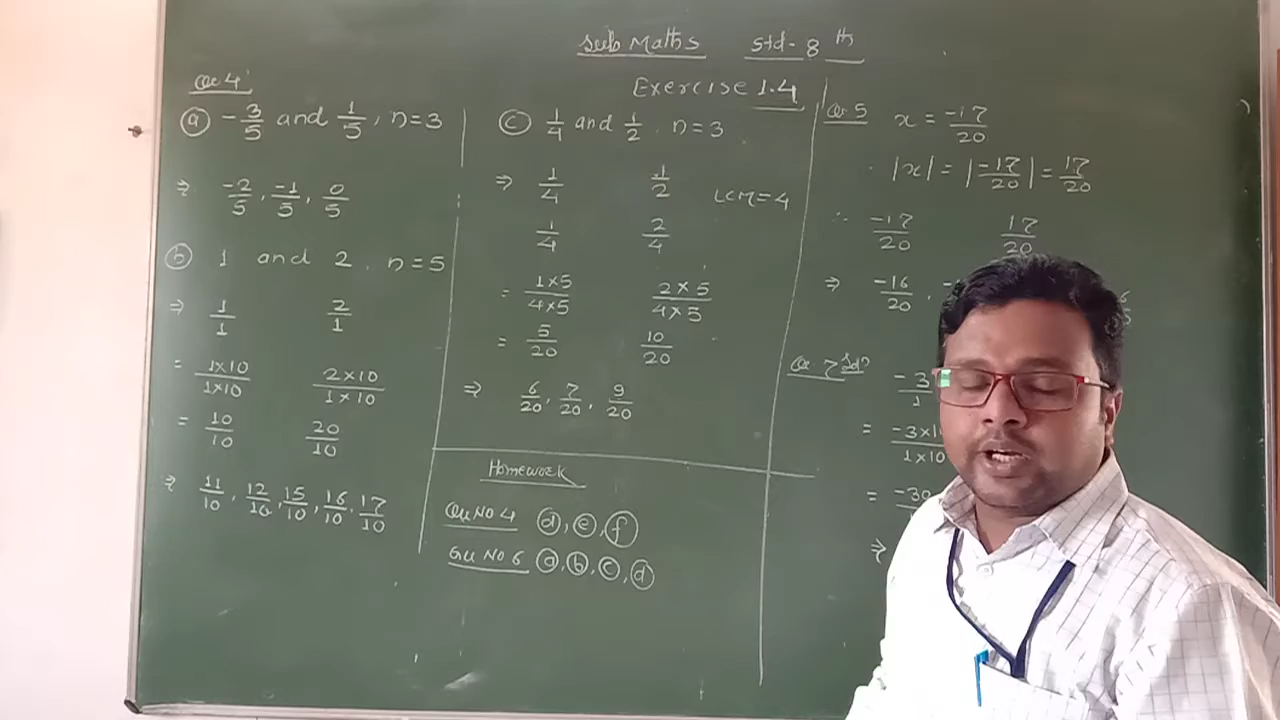 Sub Maths Std- 8 th
Exercise 1.4
Qu 4
(a) -3/5 and 1/5, n=3
⇒ -2/5, -1/5, 0/5
(b) 1 and 2, n=5
⇒ 1/1 2/1
= 1×10/1×10 2×10/1×10
= 10/10 20/10
⇒ 11/10, 12/10, 15/10, 16/10, 17/10
(c) 1/4 and 1/2, n=3
⇒ 1/4 1/2 LCM=4
1/4 2/4
= 1×5/4×5 2×5/4×5
= 5/20 10/20
⇒ 6/20, 7/20, 9/20
Homework
Qu NO 4 (d), (e), (f)
Qu NO 6 (a), (b), (c), (d)
Qu 5 x = -17/20
|x| = |-17/20| = 17/20
∴ -17/20 17/20
⇒ -16/20,
Qu 7
-3/1
= -3×1
1×10
= -30
⇒